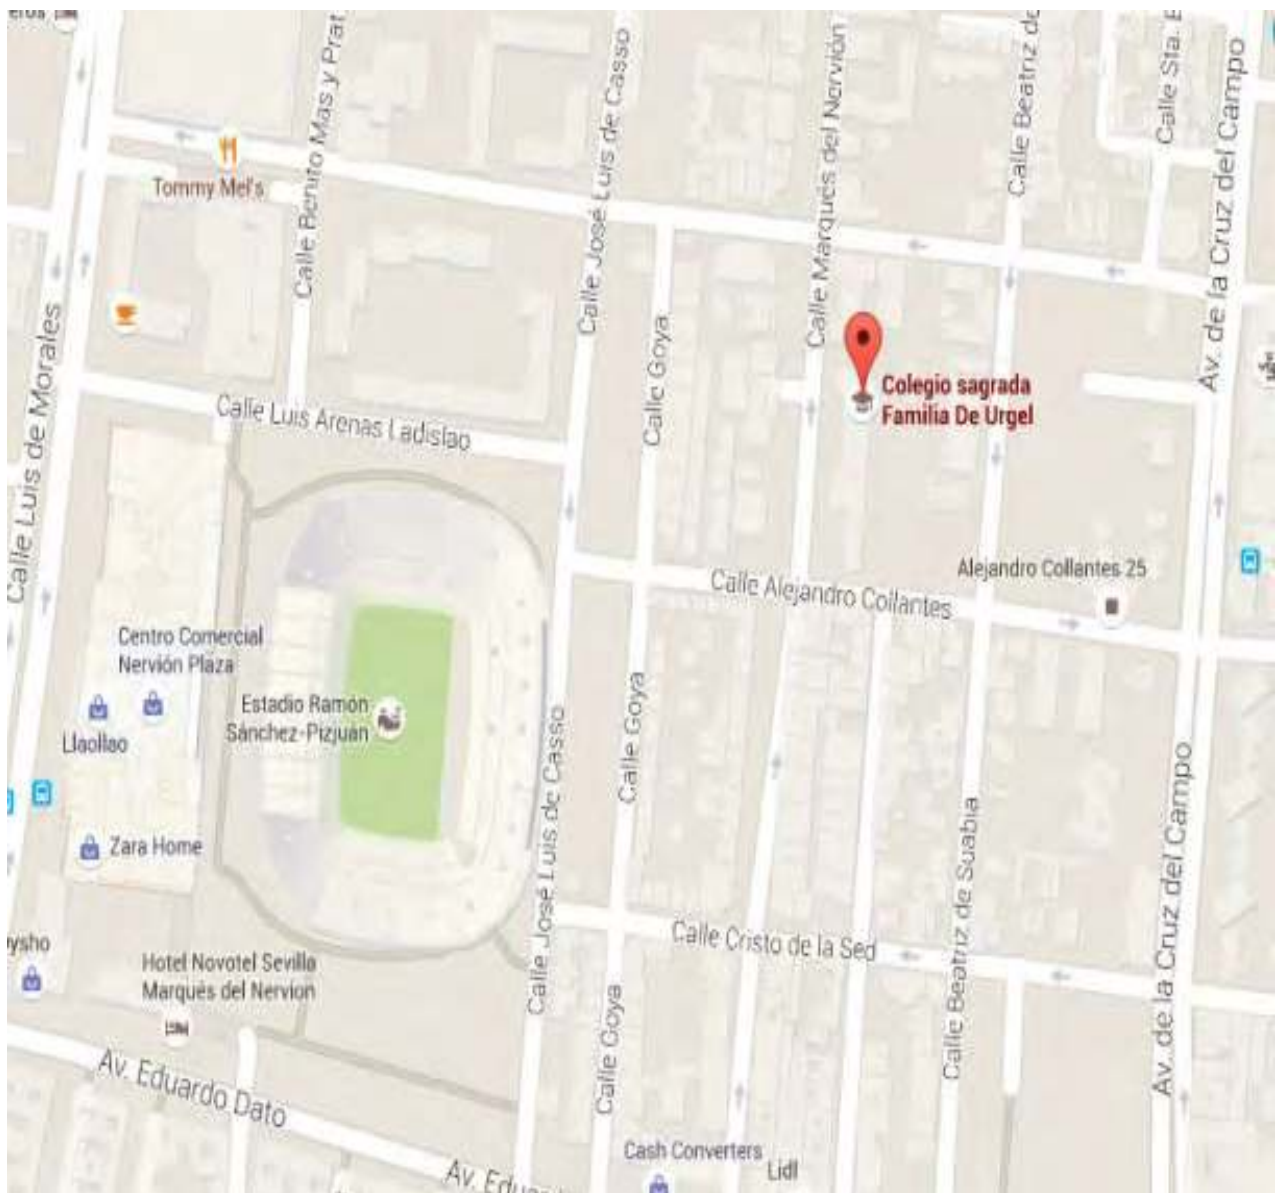 eros
Calle Benito Mas y Prat
Calle José Luis de Casso
Calle Marqués del Nervión
Calle Beatriz de
Calle Sta. E
Av. de la Cruz del Campo
Tommy Mel's
Calle Luis de Morales
Calle Goya
Colegio sagrada
Familia De Urgel
Calle Luis Arenas Ladislao
Calle Alejandro Collantes
Alejandro Collantes 25
Centro Comercial
Nervión Plaza
Llaollao
Estadio Ramón
Sánchez-Pizjuan
Calle Goya
Calle José Luis de Casso
Zara Home
Calle Beatriz de Suabia
Av. de la Cruz del Campo
Calle Cristo de la Sed
ysho
Hotel Novotel Sevilla
Marqués del Nervion
Calle Goya
Av. Eduardo Dato
Cash Converters
Lidl